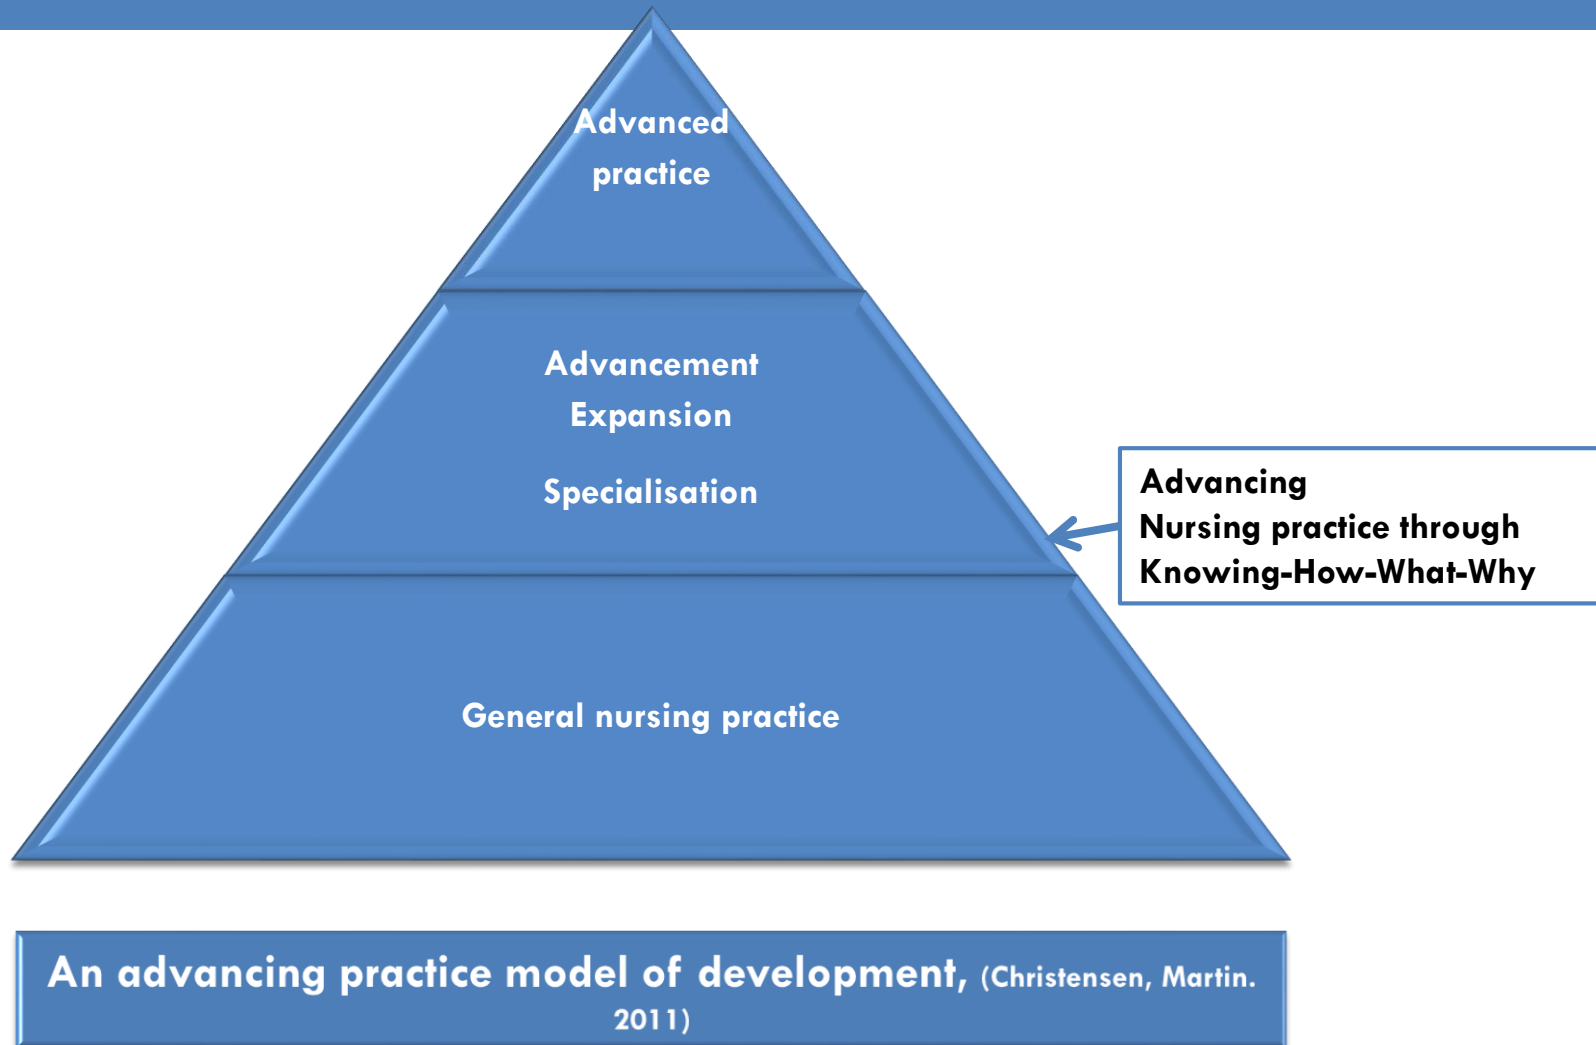 Advanced
practice
Advancement
Expansion
Specialisation
Advancing
Nursing practice through
Knowing-How-What-Why
General nursing practice
An advancing practice model of development, (Christensen, Martin.
2011)